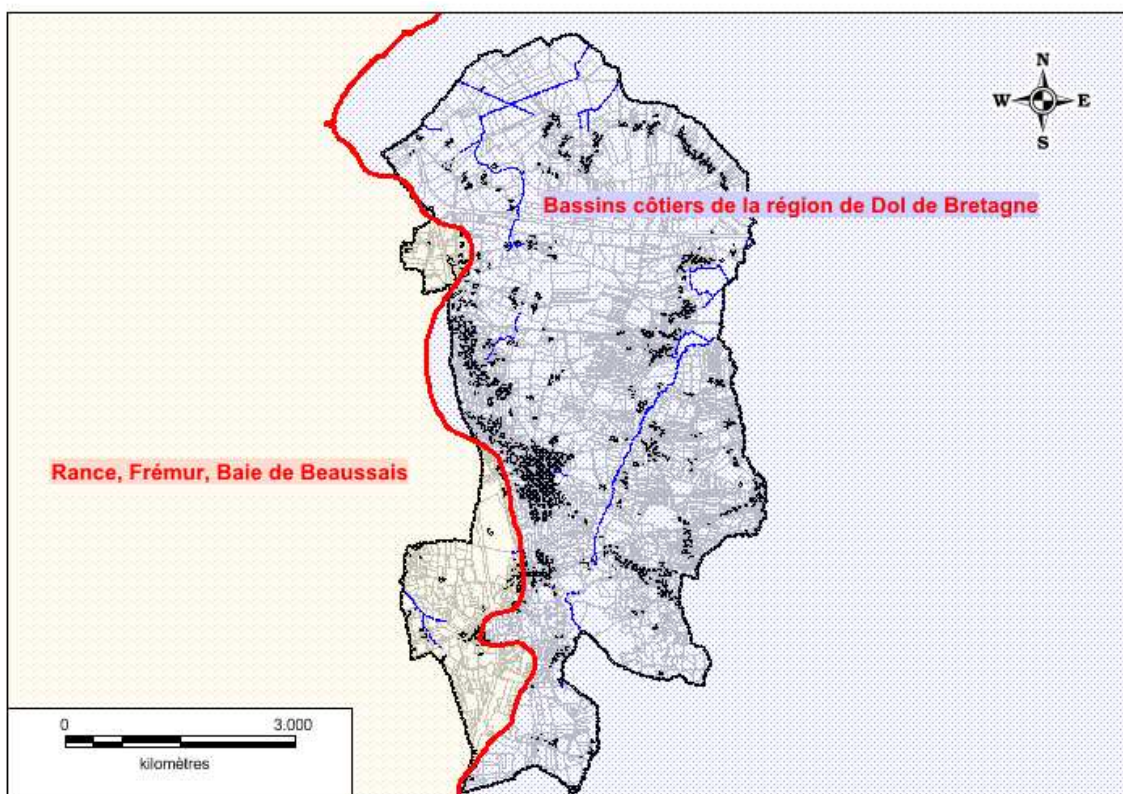 N
W E
S
Bassins côtiers de la région de Dol de Bretagne
Rance, Frémur, Baie de Beaussais
0 3.000
kilomètres